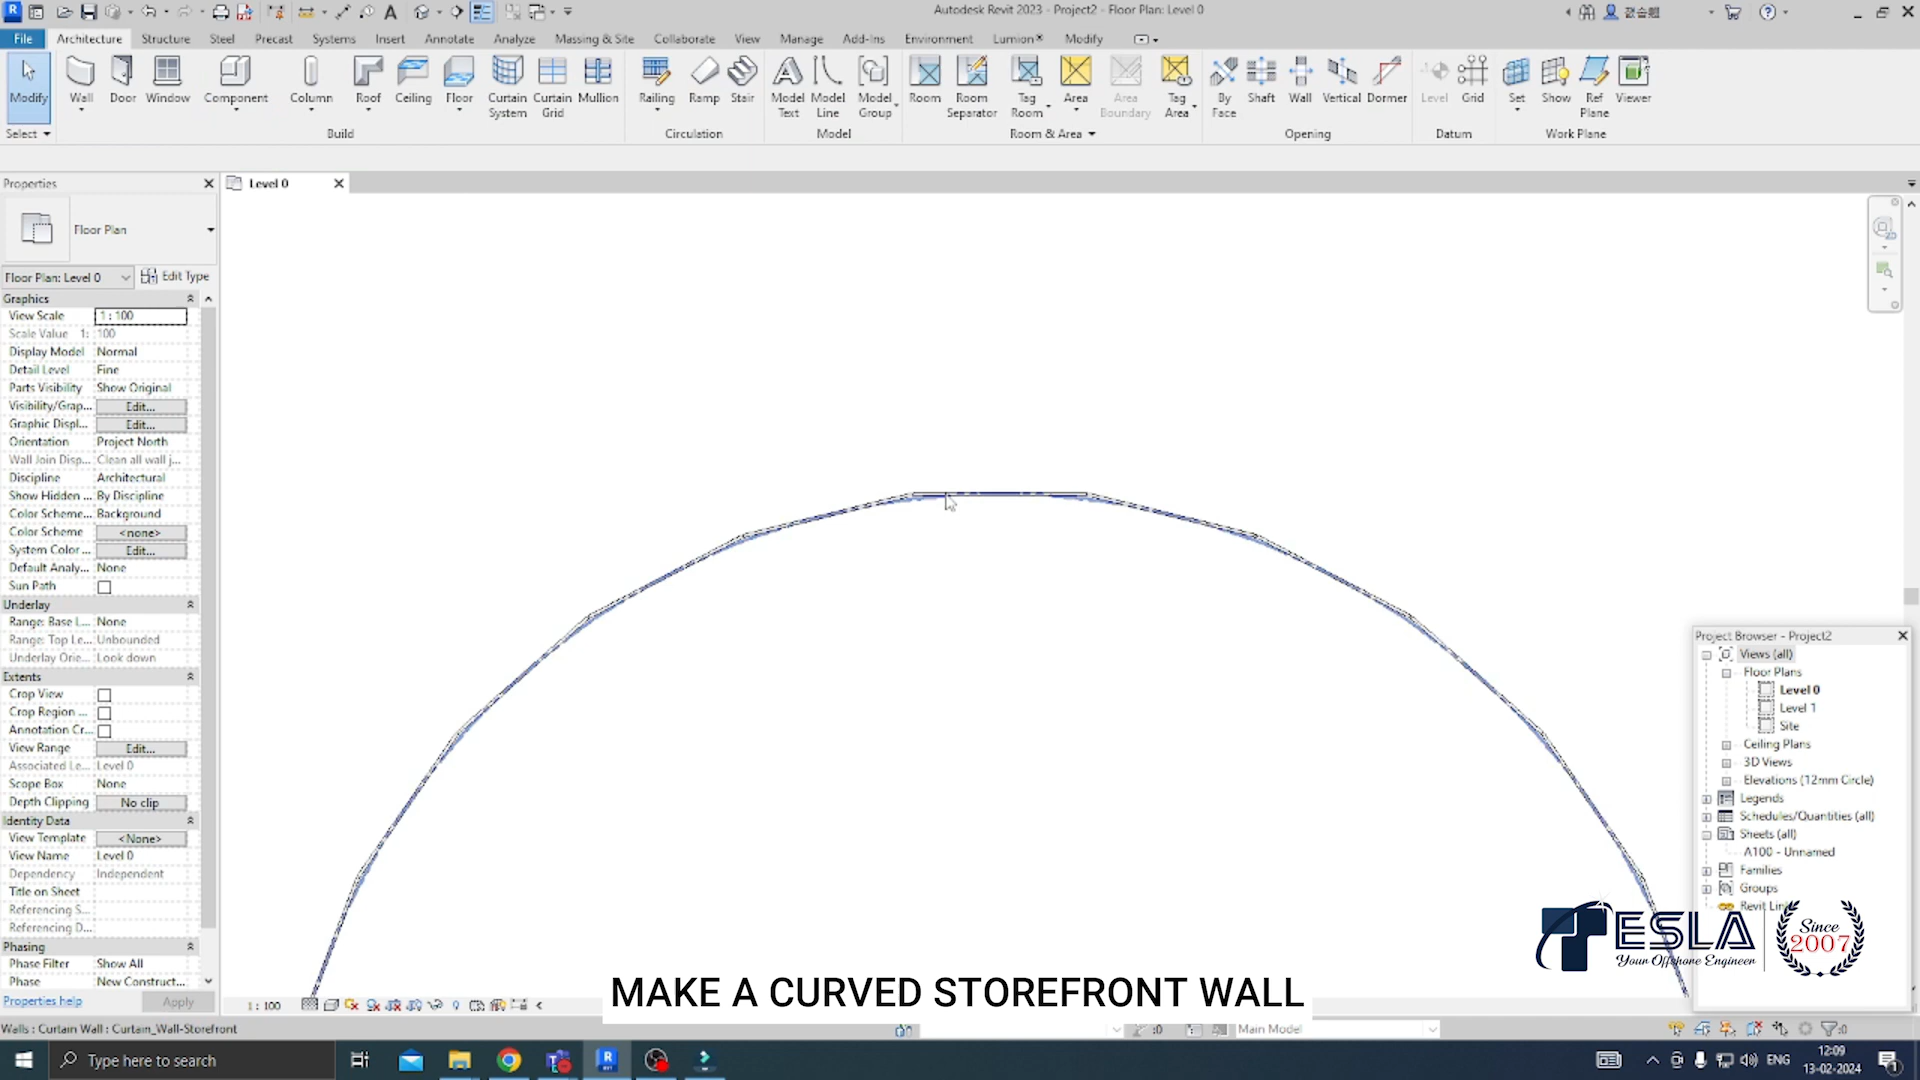 Autodesk Revit 2023 - Project2 - Floor Plan: Level 0
File Architecture Structure Steel Precast Systems Insert Annotate Analyze Massing & Site Collaborate View Manage Add-Ins Environment Lumion® Modify
Modify Wall Door Window Component Column Roof Ceiling Floor Curtain System Curtain Grid Mullion Railing Ramp Stair Model Text Model Line Model Group Room Room Separator Tag Room Area Area Boundary Tag Area By Face Shaft Wall Vertical Dormer Level Grid Set Show Ref Plane Viewer
Select Build Circulation Model Room & Area Opening Datum Work Plane
Properties
Level 0
Floor Plan
Floor Plan: Level 0 Edit Type
Graphics
View Scale 1 : 100
Scale Value 1: 100
Display Model Normal
Detail Level Fine
Parts Visibility Show Original
Visibility/Grap... Edit...
Graphic Displ... Edit...
Orientation Project North
Wall Join Disp... Clean all wall j...
Discipline Architectural
Show Hidden ... By Discipline
Color Scheme... Background
Color Scheme <none>
System Color ... Edit...
Default Analy... None
Sun Path
Underlay
Range: Base L... None
Range: Top Le... Unbounded
Underlay Orie... Look down
Extents
Crop View
Crop Region ...
Annotation Cr...
View Range Edit...
Associated Le... Level 0
Scope Box None
Depth Clipping No clip
Identity Data
View Template <None>
View Name Level 0
Dependency Independent
Title on Sheet
Referencing S...
Referencing D...
Phasing
Phase Filter Show All
Phase New Construct...
Properties help Apply
Project Browser - Project2
Views (all)
Floor Plans
Level 0
Level 1
Site
Ceiling Plans
3D Views
Elevations (12mm Circle)
Legends
Schedules/Quantities (all)
Sheets (all)
A100 - Unnamed
Families
Groups
Revit Lin
TESLA
Your Offshore Engineer
Since
2007
1 : 100
MAKE A CURVED STOREFRONT WALL
Walls : Curtain Wall : Curtain_Wall-Storefront
:0 Main Model :0
Type here to search
ENG
12:09
13-02-2024
1